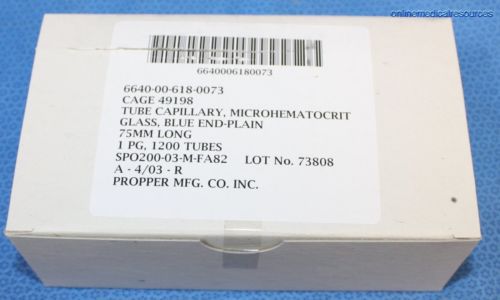 onlinemedicalresources
6640006180073
6640-00-618-0073
CAGE 49198
TUBE CAPILLARY, MICROHEMATOCRIT
GLASS, BLUE END-PLAIN
75MM LONG
1 PG, 1200 TUBES
SPO200-03-M-FA82 LOT No. 73808
A - 4/03 - R
PROPPER MFG. CO. INC.